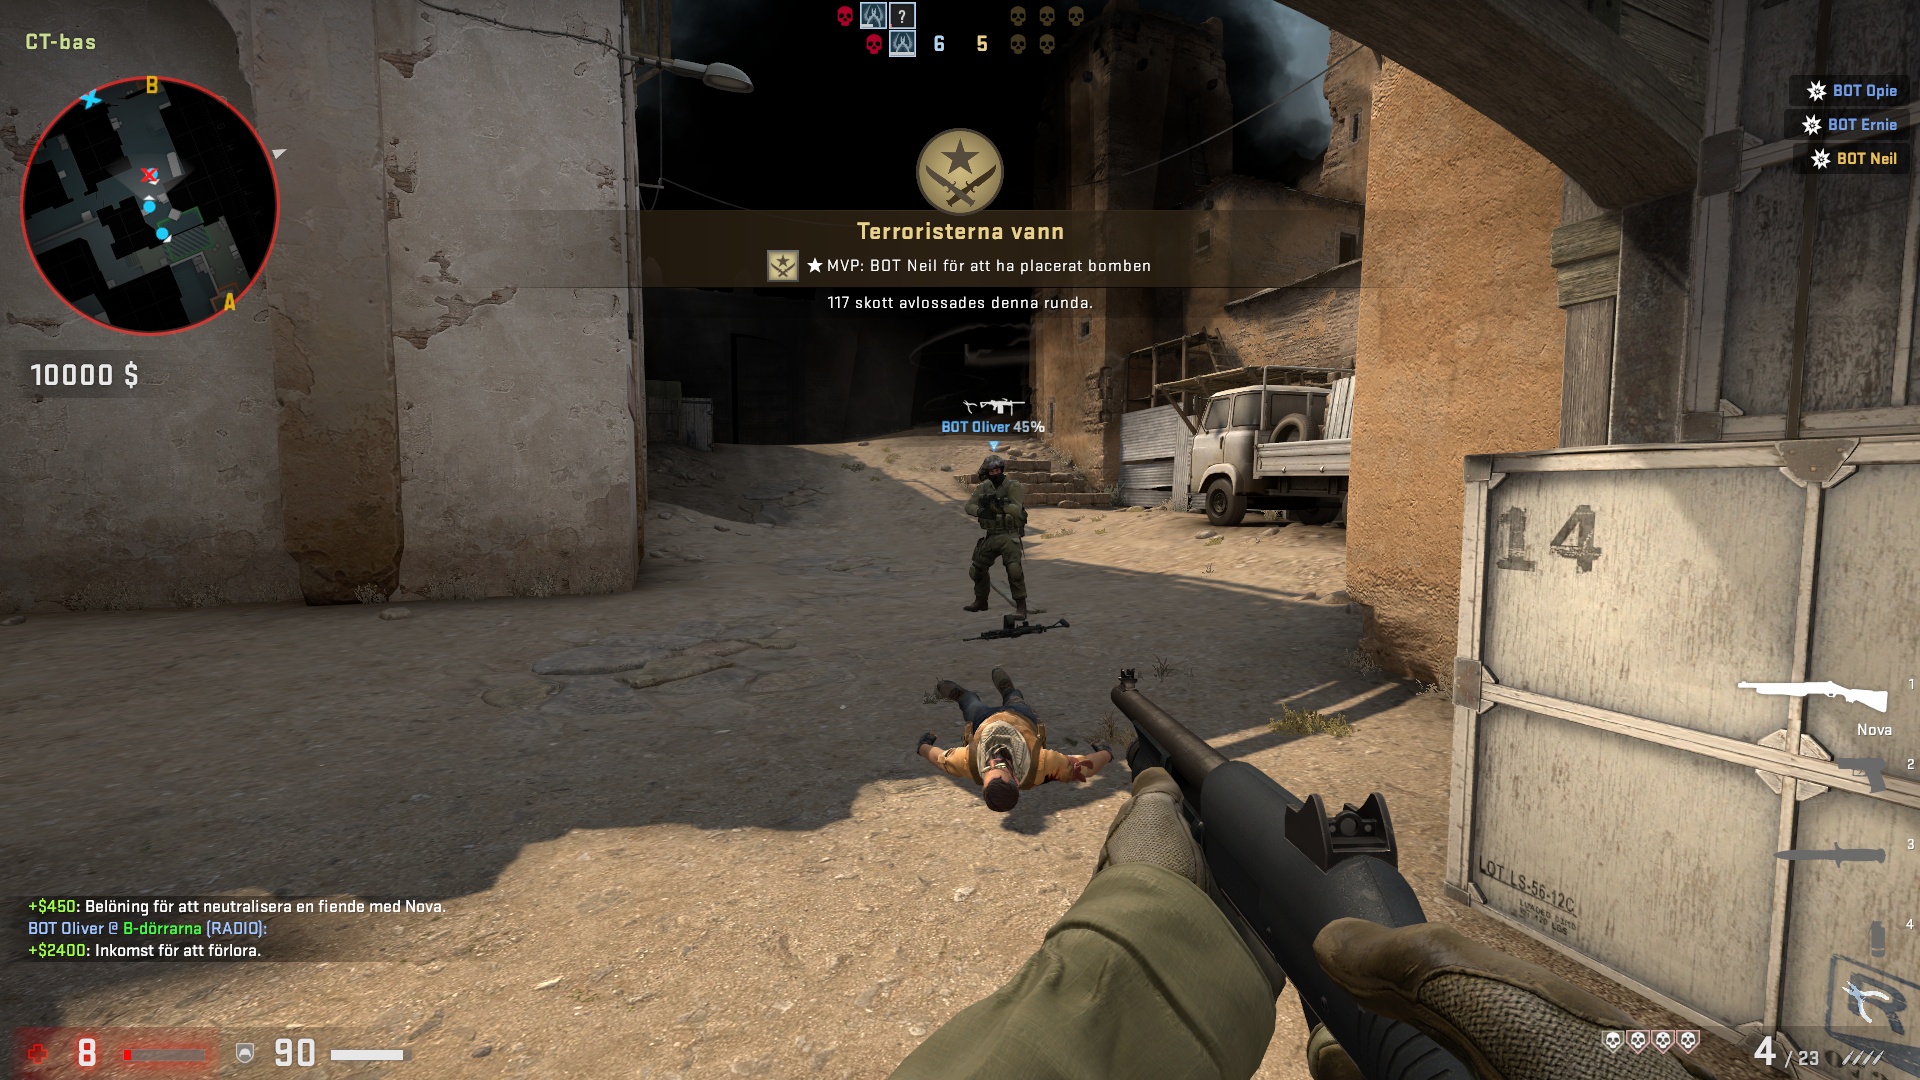 CT-bas
B
A
10000 $
?
6 5
BOT Opie
BOT Ernie
BOT Neil
Terroristerna vann
MVP: BOT Neil för att ha placerat bomben
117 skott avlossades denna runda.
BOT Oliver 45%
14
LOT LS-56-12C
1
Nova
2
3
4
+$450: Belöning för att neutralisera en fiende med Nova.
BOT Oliver @ B-dörrarna (RADIO):
+$2400: Inkomst för att förlora.
8 90
4 / 23